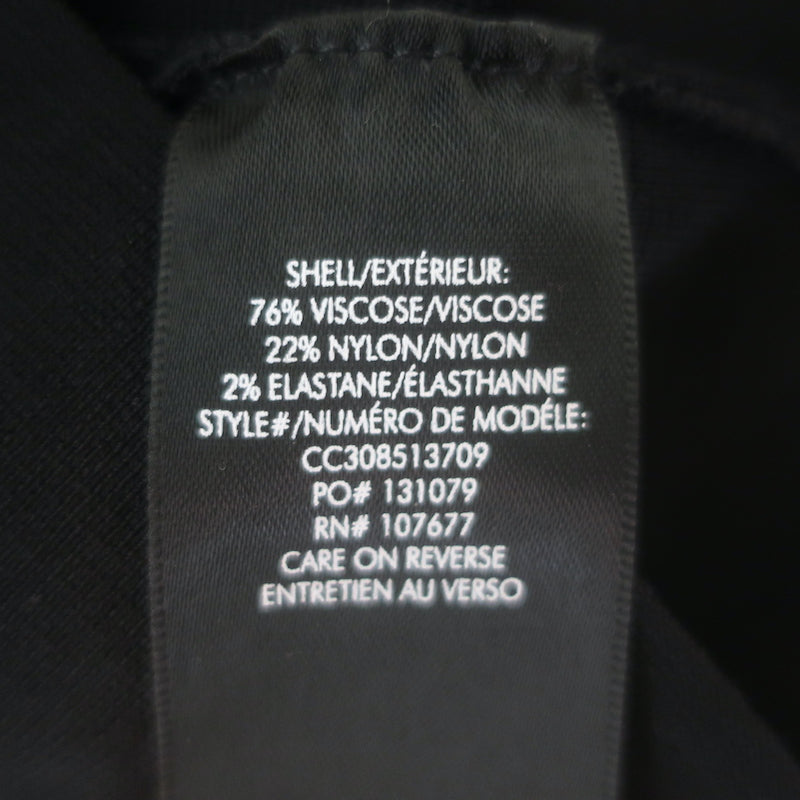 SHELL/EXTÉRIEUR:
76% VISCOSE/VISCOSE
22% NYLON/NYLON
2% ELASTANE/ÉLASTHANNE
STYLE#/NUMÉRO DE MODÉLE:
CC308513709
PO# 131079
RN# 107677
CARE ON REVERSE
ENTRETIEN AU VERSO